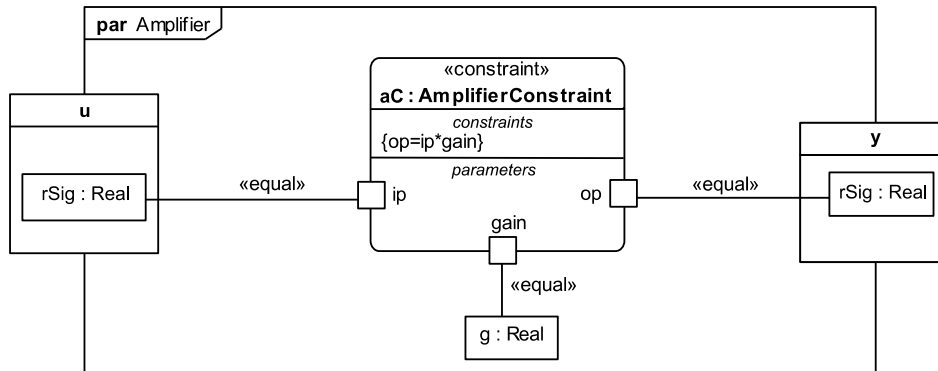 par Amplifier
«constraint»
aC : AmplifierConstraint
constraints
{op=ip*gain}
parameters
u
rSig : Real
«equal»
ip
op
«equal»
y
rSig : Real
gain
«equal»
g : Real